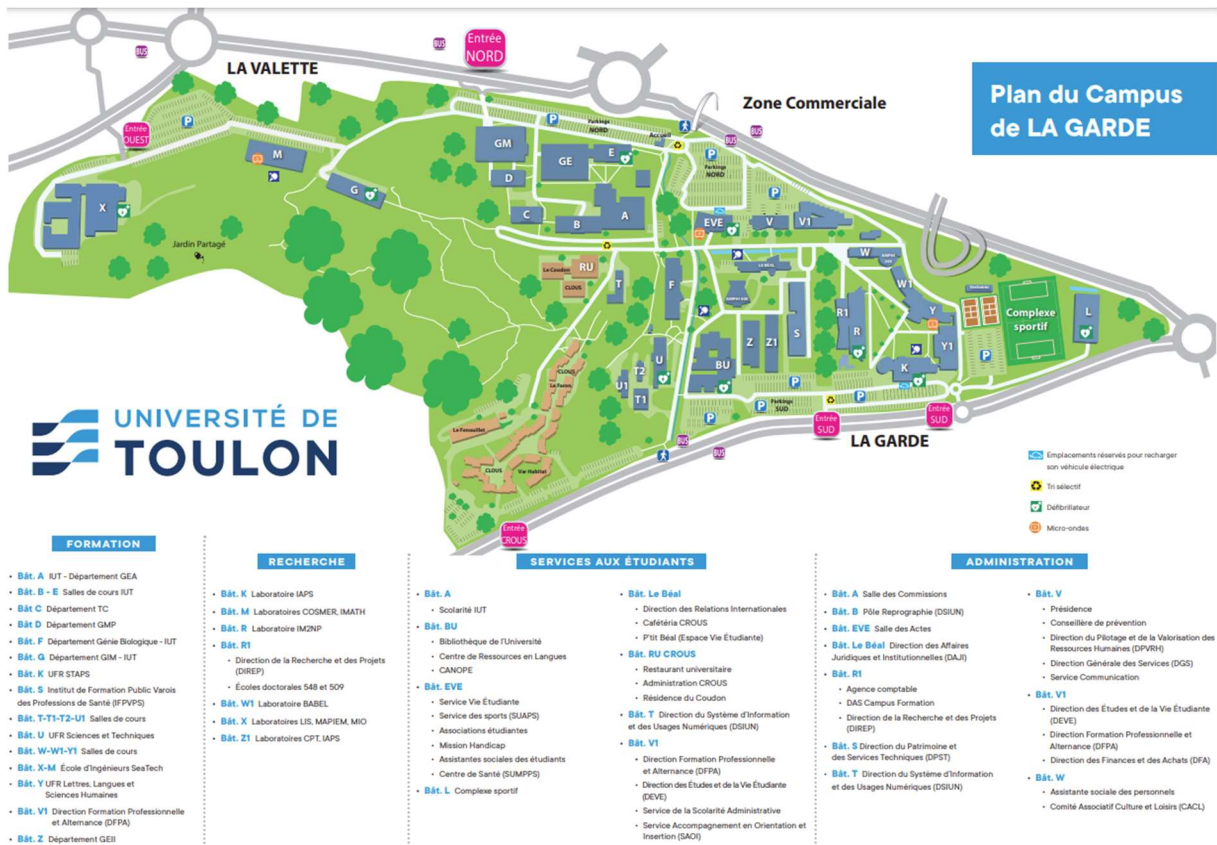 BUS
Entrée
NORD
BUS
LA VALETTE
Zone Commerciale
Plan du Campus
de LA GARDE
Entrée
OUEST
P
P
Parkings
NORD
Accueil
BUS
BUS
M
GM
GE
E
P
Parkings
NORD
D
G
P
X
C
B
A
EVE
V
V1
Jardin Partagé
RU
Le Coudon
CLOUS
T
F
LE BÉAL
W
W1
R1
R
S
Y
Y1
Complexe
sportif
L
P
Z
Z1
BU
K
U
T2
U1
T1
CLOUS
Le Faron
P
P
P
P
Parkings
SUD
Entrée
SUD
Entrée
SUD
LA GARDE
Le Fenouillet
CLOUS
Var Habitat
BUS
BUS
Entrée
CROUS
UNIVERSITÉ DE
TOULON
Emplacements réservés pour recharger
son véhicule électrique
Tri sélectif
Défibrillateur
Micro-ondes
FORMATION
• Bât. A IUT - Département GEA
• Bât. B - E Salles de cours IUT
• Bât C Département TC
• Bât D Département GMP
• Bât. F Département Génie Biologique - IUT
• Bât. G Département GIM - IUT
• Bât. K UFR STAPS
• Bât. S Institut de Formation Public Varois
des Professions de Santé (IFPVPS)
• Bât. T-T1-T2-U1 Salles de cours
• Bât. U UFR Sciences et Techniques
• Bât. W-W1-Y1 Salles de cours
• Bât. X-M École d'Ingénieurs SeaTech
• Bât. Y UFR Lettres, Langues et
Sciences Humaines
• Bât. V1 Direction Formation Professionnelle
et Alternance (DFPA)
• Bât. Z Département GEII
RECHERCHE
• Bât. K Laboratoire IAPS
• Bât. M Laboratoires COSMER, IMATH
• Bât. R Laboratoire IM2NP
• Bât. R1
• Direction de la Recherche et des Projets
(DIREP)
• Écoles doctorales 548 et 509
• Bât. W1 Laboratoire BABEL
• Bât. X Laboratoires LIS, MAPIEM, MIO
• Bât. Z1 Laboratoires CPT, IAPS
SERVICES AUX ÉTUDIANTS
• Bât. A
• Scolarité IUT
• Bât. BU
• Bibliothèque de l'Université
• Centre de Ressources en Langues
• CANOPE
• Bât. EVE
• Service Vie Étudiante
• Service des sports (SUAPS)
• Associations étudiantes
• Mission Handicap
• Assistantes sociales des étudiants
• Centre de Santé (SUMPPS)
• Bât. L Complexe sportif
• Bât. Le Béal
• Direction des Relations Internationales
• Cafétéria CROUS
• P'tit Béal (Espace Vie Étudiante)
• Bât. RU CROUS
• Restaurant universitaire
• Administration CROUS
• Résidence du Coudon
• Bât. T Direction du Système d'Information
et des Usages Numériques (DSIUN)
• Bât. V1
• Direction Formation Professionnelle
et Alternance (DFPA)
• Direction des Études et de la Vie Étudiante
(DEVE)
• Service de la Scolarité Administrative
• Service Accompagnement en Orientation et
Insertion (SAOI)
ADMINISTRATION
• Bât. A Salle des Commissions
• Bât. B Pôle Reprographie (DSIUN)
• Bât. EVE Salle des Actes
• Bât. Le Béal Direction des Affaires
Juridiques et Institutionnelles (DAJI)
• Bât. R1
• Agence comptable
• DAS Campus Formation
• Direction de la Recherche et des Projets
(DIREP)
• Bât. S Direction du Patrimoine et
des Services Techniques (DPST)
• Bât. T Direction du Système d'Information
et des Usages Numériques (DSIUN)
• Bât. V
• Présidence
• Conseillère de prévention
• Direction du Pilotage et de la Valorisation des
Ressources Humaines (DPVRH)
• Direction Générale des Services (DGS)
• Service Communication
• Bât. V1
• Direction des Études et de la Vie Étudiante
(DEVE)
• Direction Formation Professionnelle et
Alternance (DFPA)
• Direction des Finances et des Achats (DFA)
• Bât. W
• Assistante sociale des personnels
• Comité Associatif Culture et Loisirs (CACL)